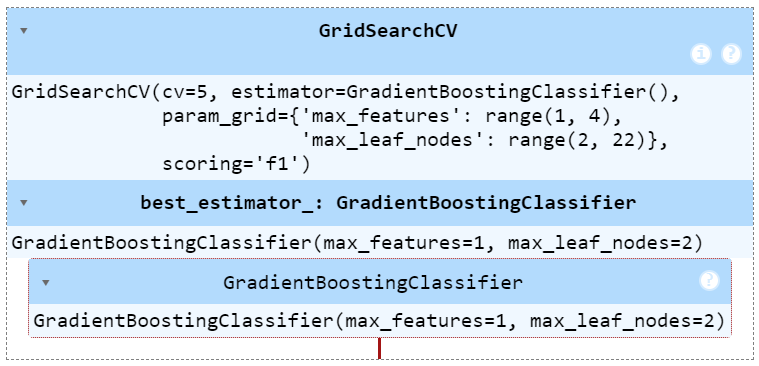 GridSearchCV
i ?
GridSearchCV(cv=5, estimator=GradientBoostingClassifier(),
param_grid={'max_features': range(1, 4),
'max_leaf_nodes': range(2, 22)},
scoring='f1')
best_estimator_: GradientBoostingClassifier
GradientBoostingClassifier(max_features=1, max_leaf_nodes=2)
GradientBoostingClassifier
?
GradientBoostingClassifier(max_features=1, max_leaf_nodes=2)